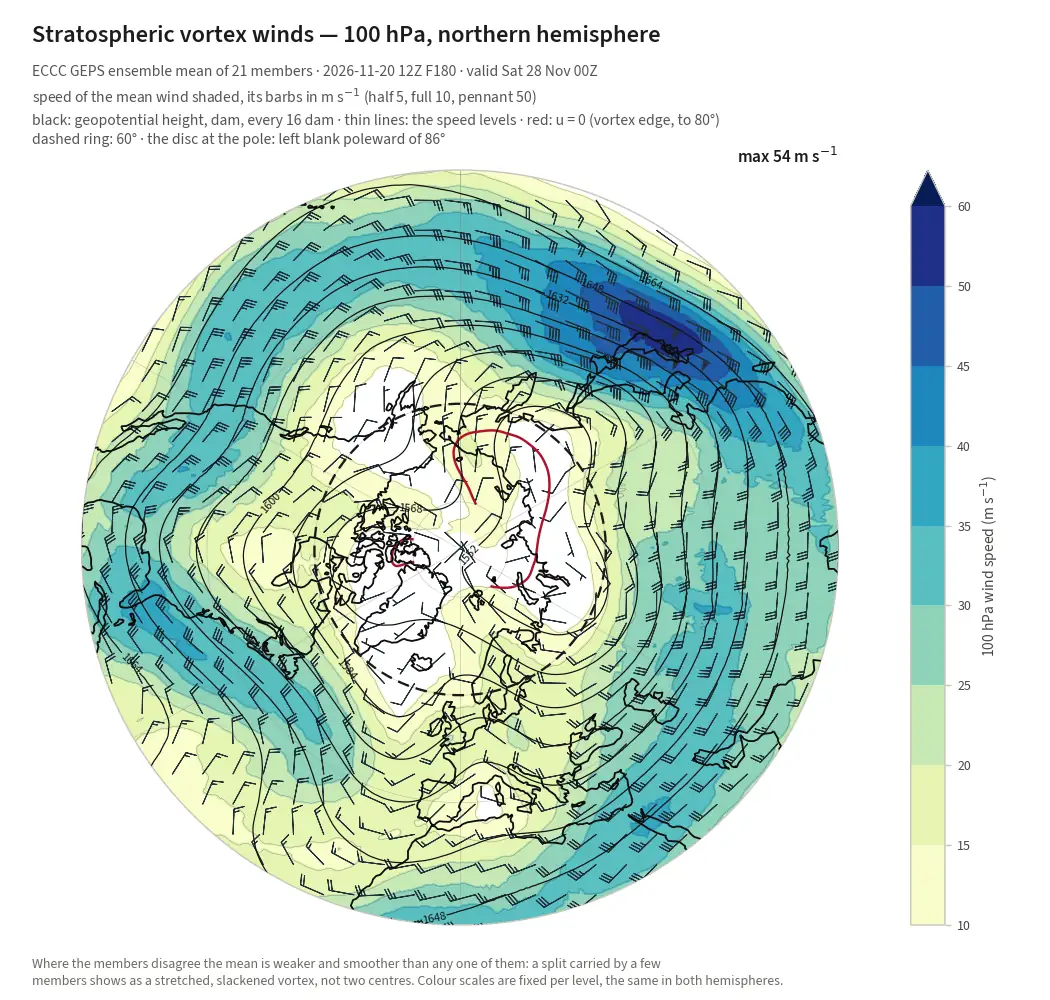 Stratospheric vortex winds — 100 hPa, northern hemisphere
ECCC GEPS ensemble mean of 21 members · 2026-11-20 12Z F180 · valid Sat 28 Nov 00Z
speed of the mean wind shaded, its barbs in m s⁻¹ (half 5, full 10, pennant 50)
black: geopotential height, dam, every 16 dam · thin lines: the speed levels · red: u = 0 (vortex edge, to 80°)
dashed ring: 60° · the disc at the pole: left blank poleward of 86°
max 54 m s⁻¹
60
50
45
40
35
30
25
20
15
10
100 hPa wind speed (m s⁻¹)
1664
1648
1632
1600
1568
1552
1584
1648
Where the members disagree the mean is weaker and smoother than any one of them: a split carried by a few
members shows as a stretched, slackened vortex, not two centres. Colour scales are fixed per level, the same in both hemispheres.